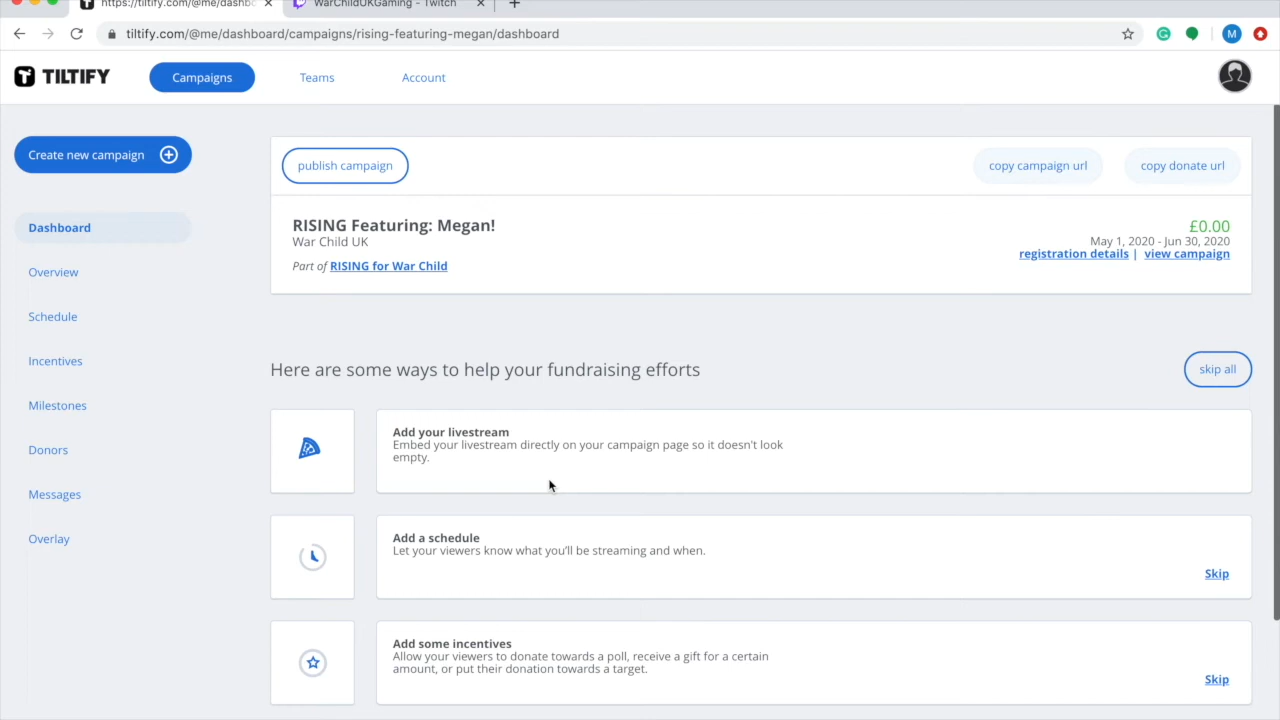 https://tiltify.com/@me/dashbo
WarChildUKGaming - Twitch
tiltify.com/@me/dashboard/campaigns/rising-featuring-megan/dashboard
M
TILTIFY
Campaigns
Teams
Account
Create new campaign
publish campaign
copy campaign url
copy donate url
Dashboard
RISING Featuring: Megan!
£0.00
War Child UK
May 1, 2020 - Jun 30, 2020
registration details | view campaign
Part of RISING for War Child
Overview
Schedule
Incentives
Milestones
Donors
Messages
Overlay
Here are some ways to help your fundraising efforts
skip all
Add your livestream
Embed your livestream directly on your campaign page so it doesn't look
empty.
Add a schedule
Let your viewers know what you'll be streaming and when.
Skip
Add some incentives
Allow your viewers to donate towards a poll, receive a gift for a certain
amount, or put their donation towards a target.
Skip